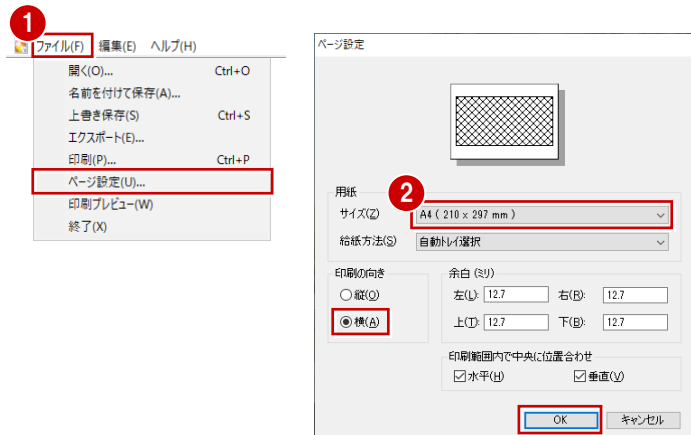 1
ファイル(F) 編集(E) ヘルプ(H)
開く(O)... Ctrl+O
名前を付けて保存(A)...
上書き保存(S) Ctrl+S
エクスポート(E)...
印刷(P)... Ctrl+P
ページ設定(U)...
印刷プレビュー(W)
終了(X)
ページ設定
用紙
2
サイズ(Z) A4 ( 210 x 297 mm )
給紙方法(S) 自動トレイ選択
印刷の向き
縦(O)
横(A)
余白 (ミリ)
左(L): 12.7 右(R): 12.7
上(T): 12.7 下(B): 12.7
印刷範囲内で中央に位置合わせ
水平(H) 垂直(V)
OK キャンセル